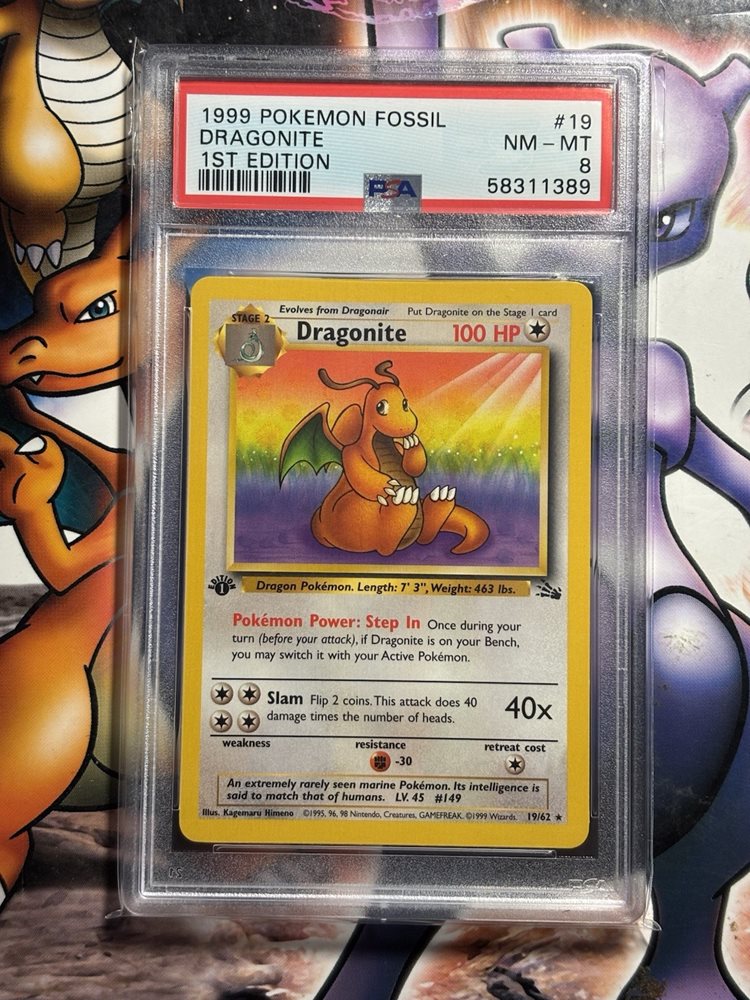 1999 POKEMON FOSSIL #19
DRAGONITE NM - MT
1ST EDITION 8
PSA 58311389
Evolves from Dragonair Put Dragonite on the Stage 1 card
STAGE 2 Dragonite 100 HP
EDITION 1
Dragon Pokémon. Length: 7' 3", Weight: 463 lbs.
Pokémon Power: Step In Once during your
turn (before your attack), if Dragonite is on your Bench,
you may switch it with your Active Pokémon.
Slam Flip 2 coins. This attack does 40
damage times the number of heads. 40x
weakness resistance retreat cost
-30
An extremely rarely seen marine Pokémon. Its intelligence is
said to match that of humans. LV. 45 #149
Illus. Kagemaru Himeno ©1995, 96, 98 Nintendo, Creatures, GAMEFREAK. ©1999 Wizards. 19/62 ★